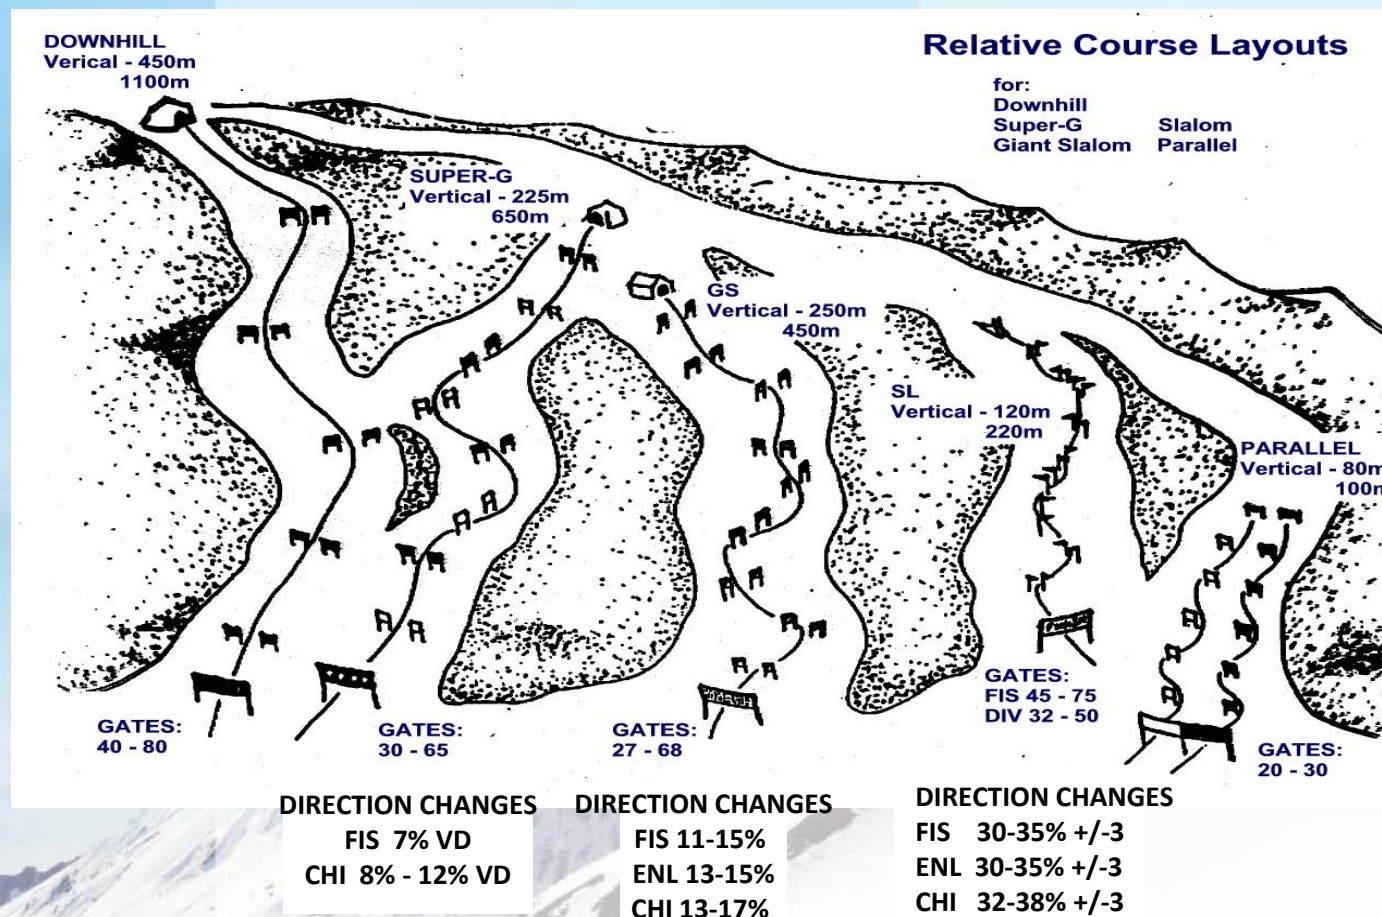 DOWNHILL
Verical - 450m
1100m
Relative Course Layouts
for:
Downhill
Super-G Slalom
Giant Slalom Parallel
SUPER-G
Vertical - 225m
650m
GS
Vertical - 250m
450m
SL
Vertical - 120m
220m
PARALLEL
Vertical - 80m
100m
GATES:
40 - 80
GATES:
30 - 65
GATES:
27 - 68
GATES:
FIS 45 - 75
DIV 32 - 50
GATES:
20 - 30
DIRECTION CHANGES
FIS 7% VD
CHI 8% - 12% VD
DIRECTION CHANGES
FIS 11-15%
ENL 13-15%
CHI 13-17%
DIRECTION CHANGES
FIS 30-35% +/-3
ENL 30-35% +/-3
CHI 32-38% +/-3